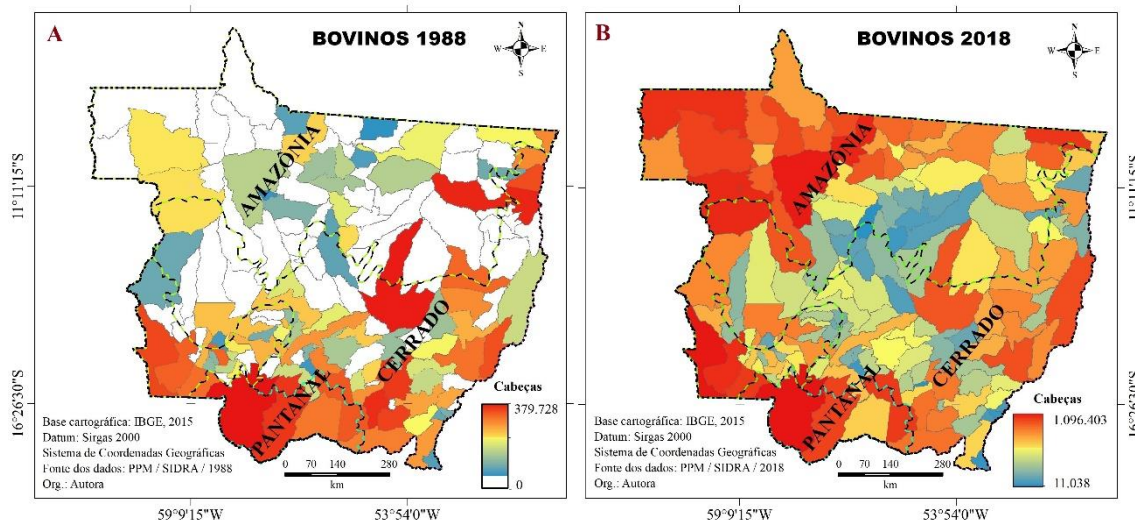 A
BOVINOS 1988
N
W E
S
AMAZÔNIA
CERRADO
PANTANAL
11°11'15"S
16°26'30"S
Cabeças
379.728
0
Base cartográfica: IBGE, 2015
Datum: Sirgas 2000
Sistema de Coordenadas Geográficas
Fonte dos dados: PPM / SIDRA / 1988
Org.: Autora
0 70 140 280
km
59°9'15"W 53°54'0"W
B
BOVINOS 2018
N
W E
S
AMAZÔNIA
CERRADO
PANTANAL
11°11'15"S
16°26'30"S
Cabeças
1.096.403
11.038
Base cartográfica: IBGE, 2015
Datum: Sirgas 2000
Sistema de Coordenadas Geográficas
Fonte dos dados: PPM / SIDRA / 2018
Org.: Autora
0 70 140 280
km
59°9'15"W 53°54'0"W